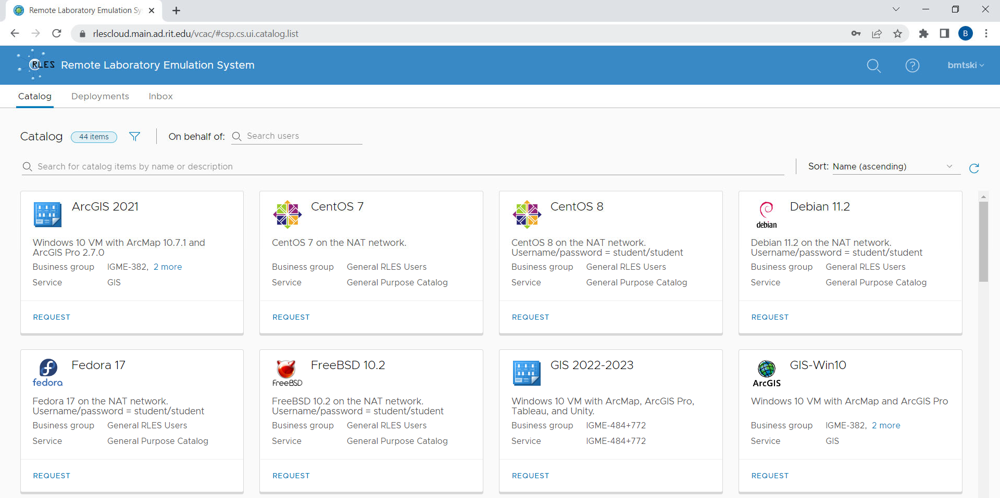 Remote Laboratory Emulation Sy
rlescloud.main.ad.rit.edu/vcac/#csp.cs.ui.catalog.list
B
RLES Remote Laboratory Emulation System
bmtski
Catalog Deployments Inbox
Catalog 44 items On behalf of: Search users
Search for catalog items by name or description
Sort: Name (ascending)
ArcGIS 2021
Windows 10 VM with ArcMap 10.7.1 and
ArcGIS Pro 2.7.0
Business group IGME-382, 2 more
Service GIS
REQUEST
CentOS 7
CentOS 7 on the NAT network.
Business group General RLES Users
Service General Purpose Catalog
REQUEST
CentOS 8
CentOS 8 on the NAT network.
Username/password = student/student
Business group General RLES Users
Service General Purpose Catalog
REQUEST
debian
Debian 11.2
Debian 11.2 on the NAT network.
Username/password = student/student
Business group General RLES Users
Service General Purpose Catalog
REQUEST
fedora
Fedora 17
Fedora 17 on the NAT network.
Username/password = student/student
Business group General RLES Users
Service General Purpose Catalog
REQUEST
FreeBSD
FreeBSD 10.2
FreeBSD 10.2 on the NAT network.
Username/password = student/student
Business group General RLES Users
Service General Purpose Catalog
REQUEST
GIS 2022-2023
Windows 10 VM with ArcMap, ArcGIS Pro,
Tableau, and Unity.
Business group IGME-484+772
Service IGME-484+772
REQUEST
ArcGIS
GIS-Win10
Windows 10 VM with ArcMap and ArcGIS Pro
Business group IGME-382, 2 more
Service GIS
REQUEST